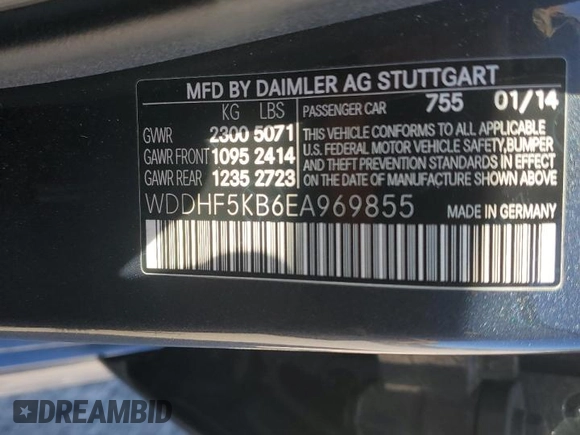 MFD BY DAIMLER AG STUTTGART
KG LBS PASSENGER CAR 755 01/14
GVWR 2300 5071
GAWR FRONT 1095 2414
GAWR REAR 1235 2723
THIS VEHICLE CONFORMS TO ALL APPLICABLE
U.S. FEDERAL MOTOR VEHICLE SAFETY, BUMPER
AND THEFT PREVENTION STANDARDS IN EFFECT
ON THE DATE OF MANUFACTURE SHOWN ABOVE
WDDHF5KB6EA969855 MADE IN GERMANY
DREAMBID